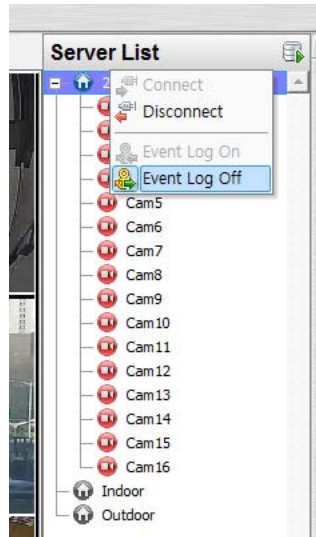 Server List
2
Connect
Disconnect
Event Log On
Event Log Off
Cam5
Cam6
Cam7
Cam8
Cam9
Cam10
Cam11
Cam12
Cam13
Cam14
Cam15
Cam16
Indoor
Outdoor